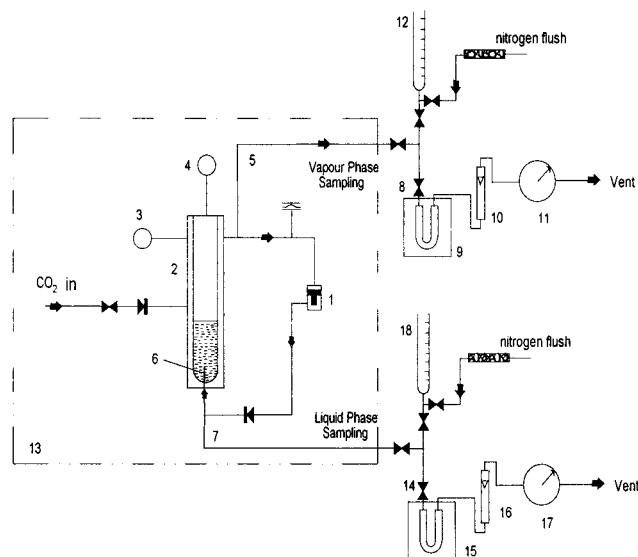 12
nitrogen flush
4
5
Vapour Phase
Sampling
8
Vent
3
2
10
11
9
CO2 in
1
18
nitrogen flush
6
Liquid Phase
Sampling
7
13
14
Vent
16
17
15